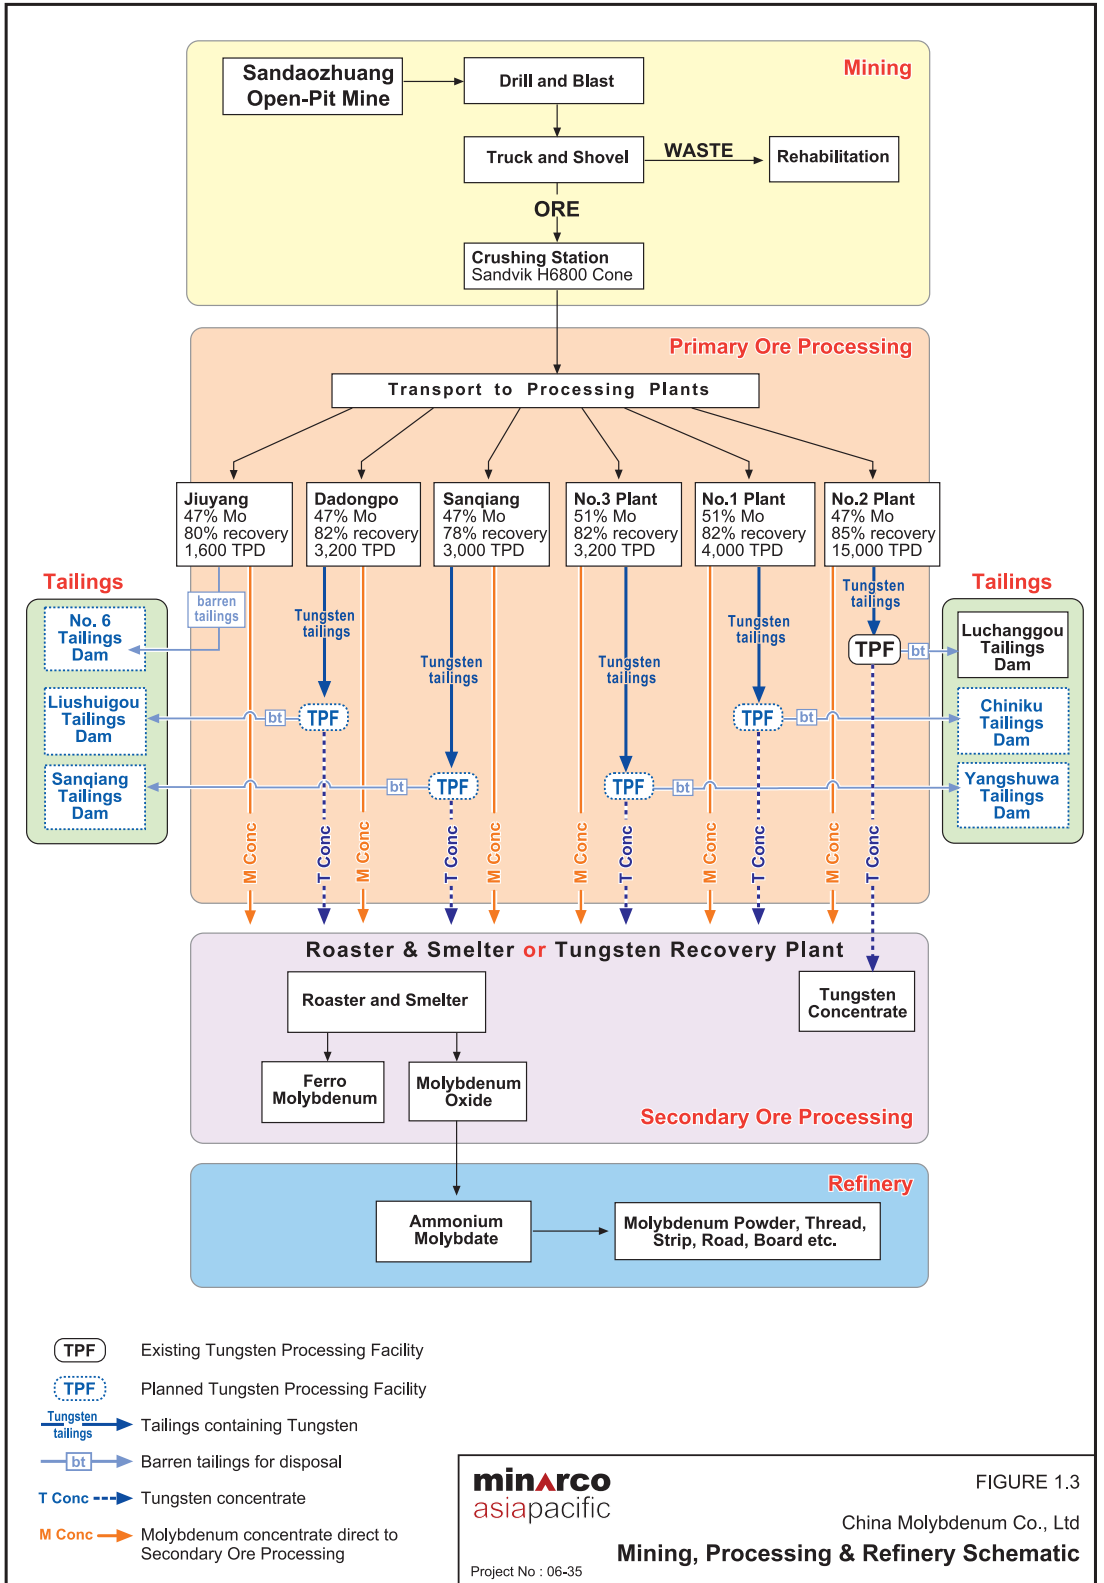 Mining
Sandaozhuang
Open-Pit Mine
Drill and Blast
Truck and Shovel
WASTE
Rehabilitation
ORE
Crushing Station
Sandvik H6800 Cone
Primary Ore Processing
Transport to Processing Plants
Jiuyang
47% Mo
80% recovery
1,600 TPD
Dadongpo
47% Mo
82% recovery
3,200 TPD
Sanqiang
47% Mo
78% recovery
3,000 TPD
No.3 Plant
51% Mo
82% recovery
3,200 TPD
No.1 Plant
51% Mo
82% recovery
4,000 TPD
No.2 Plant
47% Mo
85% recovery
15,000 TPD
Tailings
No. 6
Tailings
Dam
Liushuigou
Tailings
Dam
Sanqiang
Tailings
Dam
barren
tailings
Tungsten
tailings
Tungsten
tailings
Tungsten
tailings
Tungsten
tailings
Tungsten
tailings
TPF
bt
TPF
bt
TPF
bt
TPF
bt
TPF
bt
Tailings
Luchanggou
Tailings
Dam
Chiniku
Tailings
Dam
Yangshuwa
Tailings
Dam
M Conc
T Conc
M Conc
T Conc
M Conc
M Conc
T Conc
M Conc
T Conc
M Conc
T Conc
Roaster & Smelter or Tungsten Recovery Plant
Roaster and Smelter
Tungsten
Concentrate
Ferro
Molybdenum
Molybdenum
Oxide
Secondary Ore Processing
Refinery
Ammonium
Molybdate
Molybdenum Powder, Thread,
Strip, Road, Board etc.
TPF Existing Tungsten Processing Facility
TPF Planned Tungsten Processing Facility
Tungsten
tailings
Tailings containing Tungsten
bt Barren tailings for disposal
T Conc Tungsten concentrate
M Conc Molybdenum concentrate direct to
Secondary Ore Processing
minarco
asiapacific
Project No : 06-35
FIGURE 1.3
China Molybdenum Co., Ltd
Mining, Processing & Refinery Schematic